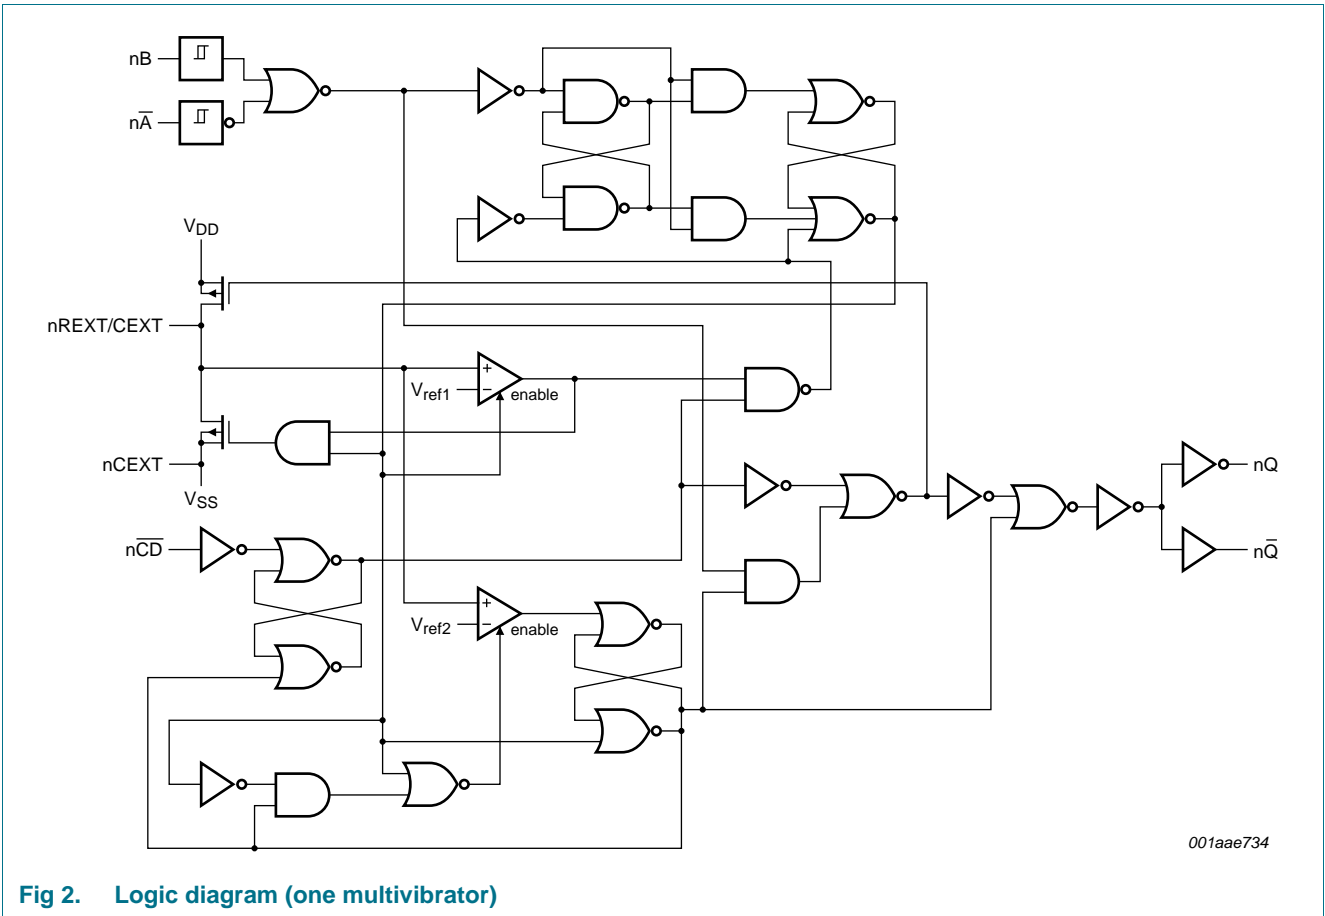 nB
nA̅
VDD
nREXT/CEXT
+
Vref1
−
enable
nCEXT
VSS
nQ
nC̅D̅
nQ̅
+
Vref2
−
enable
001aae734
Fig 2. Logic diagram (one multivibrator)